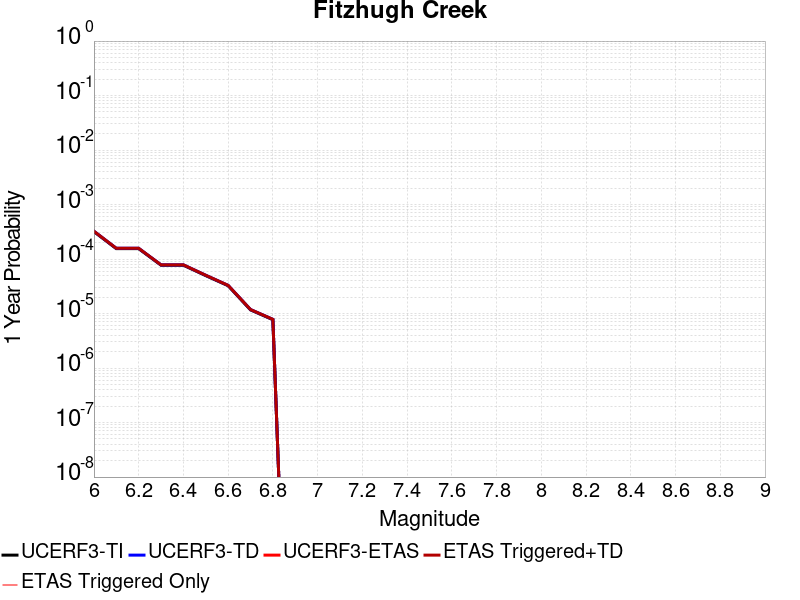 Fitzhugh Creek
10^0
10^-1
10^-2
10^-3
10^-4
10^-5
10^-6
10^-7
10^-8
1 Year Probability
6 6.2 6.4 6.6 6.8 7 7.2 7.4 7.6 7.8 8 8.2 8.4 8.6 8.8 9
Magnitude
UCERF3-TI UCERF3-TD UCERF3-ETAS ETAS Triggered+TD
ETAS Triggered Only